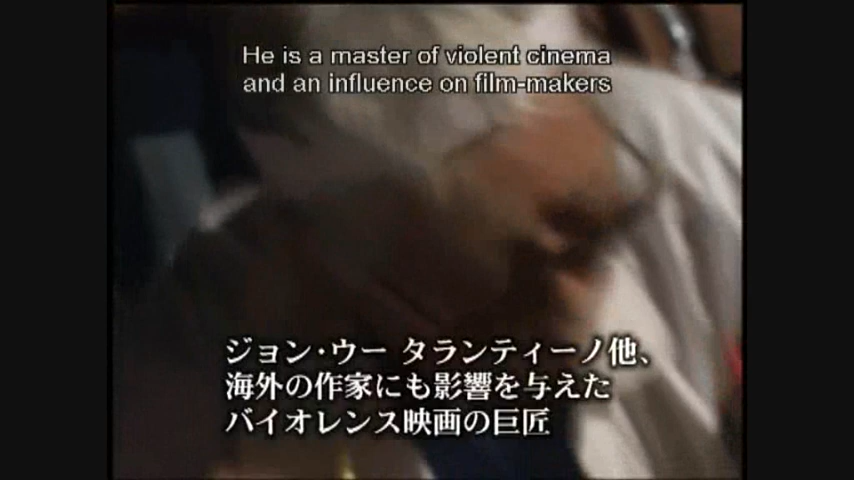 He is a master of violent cinema
and an influence on film-makers
ジョン・ウー タランティーノ他、
海外の作家にも影響を与えた
バイオレンス映画の巨匠